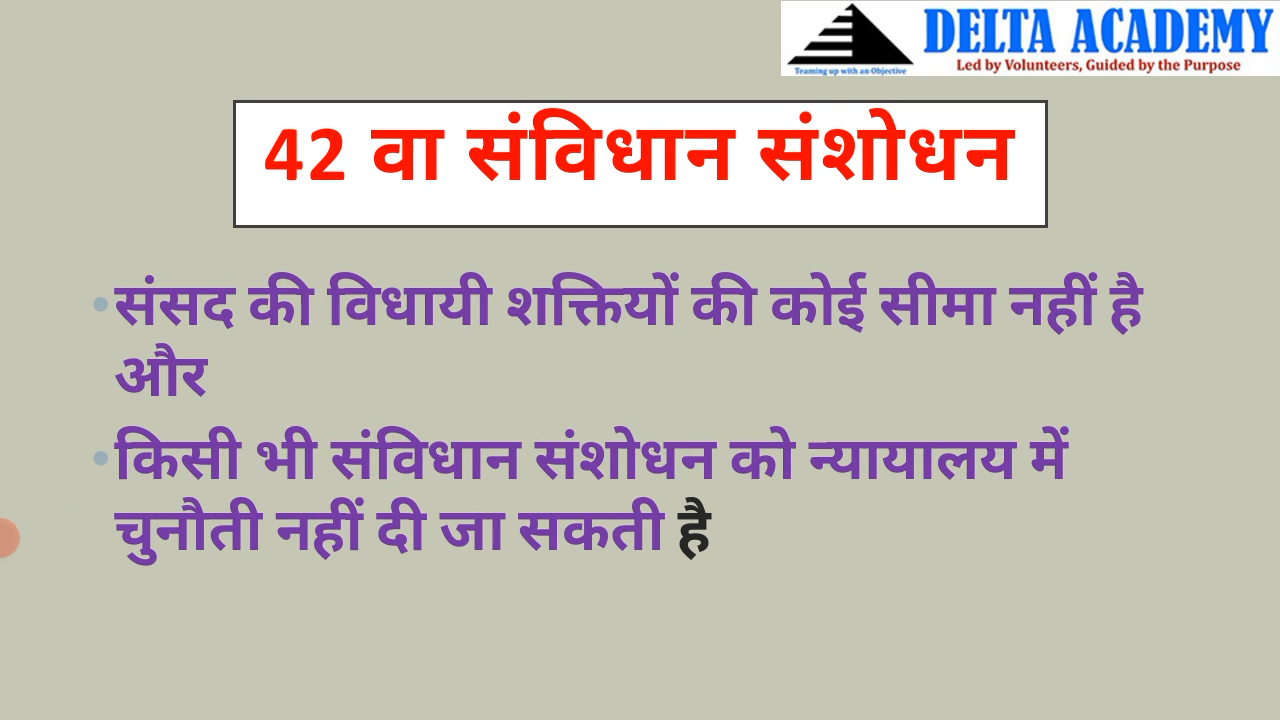 DELTA ACADEMY
Led by Volunteers, Guided by the Purpose
Teaming up with an Objective
42 वा संविधान संशोधन
•संसद की विधायी शक्तियों की कोई सीमा नहीं है
और
•किसी भी संविधान संशोधन को न्यायालय में
चुनौती नहीं दी जा सकती है